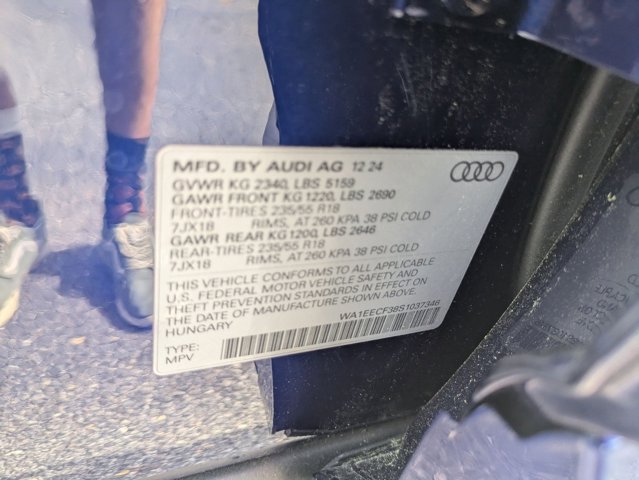 MFD. BY AUDI AG 12 24
GVWR KG 2340, LBS 5159
GAWR FRONT KG 1220, LBS 2690
FRONT-TIRES 235/55 R18
7JX18 RIMS, AT 260 KPA 38 PSI COLD
GAWR REAR KG 1200, LBS 2646
REAR-TIRES 235/55 R18
7JX18 RIMS, AT 260 KPA 38 PSI COLD
THIS VEHICLE CONFORMS TO ALL APPLICABLE
U.S. FEDERAL MOTOR VEHICLE SAFETY AND
THEFT PREVENTION STANDARDS IN EFFECT ON
THE DATE OF MANUFACTURE SHOWN ABOVE.
HUNGARY
WA1EECF38S1037346
TYPE:
MPV